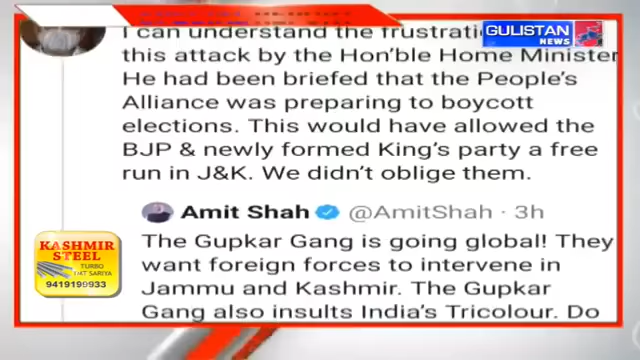 GULISTAN
NEWS
I can understand the
this attack by the Hon'ble Home Minister
He had been briefed that the People's
Alliance was preparing to boycott
elections. This would have allowed the
BJP & newly formed King's party a free
run in J&K. We didn't oblige them.
Amit Shah @AmitShah · 3h
The Gupkar Gang is going global! They
want foreign forces to intervene in
Jammu and Kashmir. The Gupkar
Gang also insults India's Tricolour. Do
KASHMIR
STEEL
TURBO
TMT SARIYA
9419199933